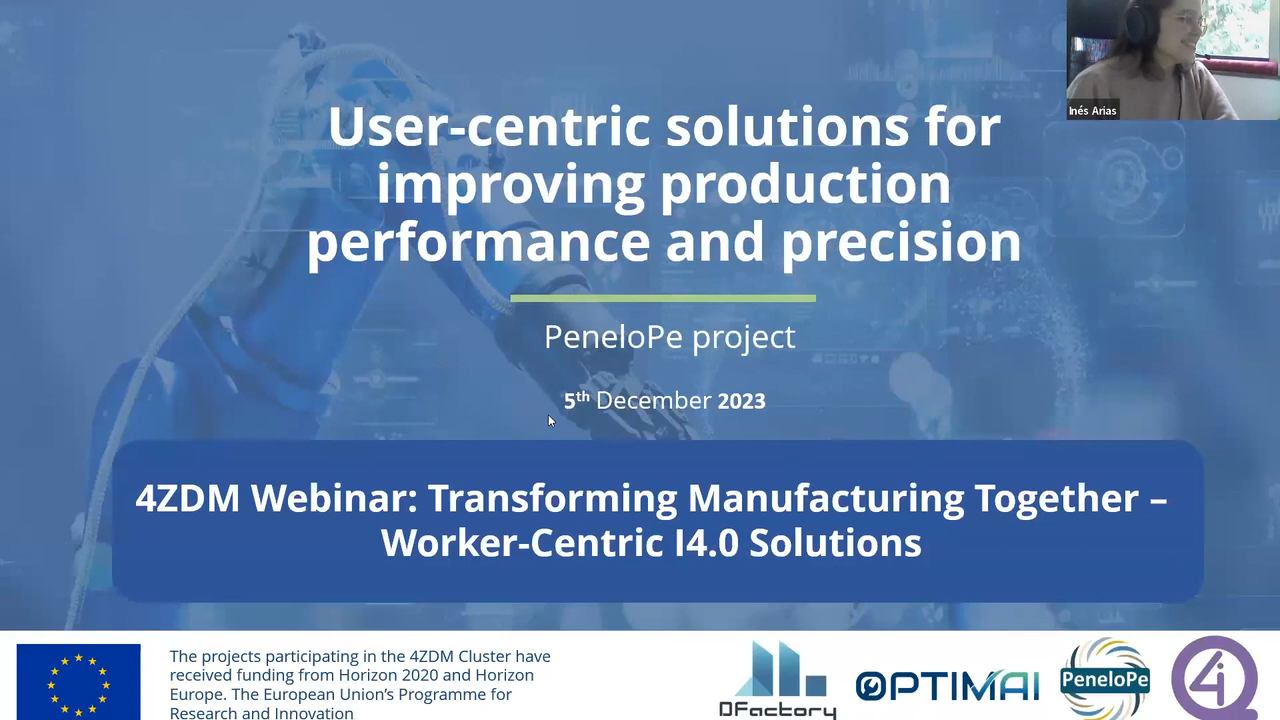 Inés Arias
User-centric solutions for
improving production
performance and precision
PeneloPe project
5th December 2023
4ZDM Webinar: Transforming Manufacturing Together –
Worker-Centric I4.0 Solutions
The projects participating in the 4ZDM Cluster have
received funding from Horizon 2020 and Horizon
Europe. The European Union’s Programme for
Research and Innovation
DFactory
OPTIMAI
PeneloPe
4iQ